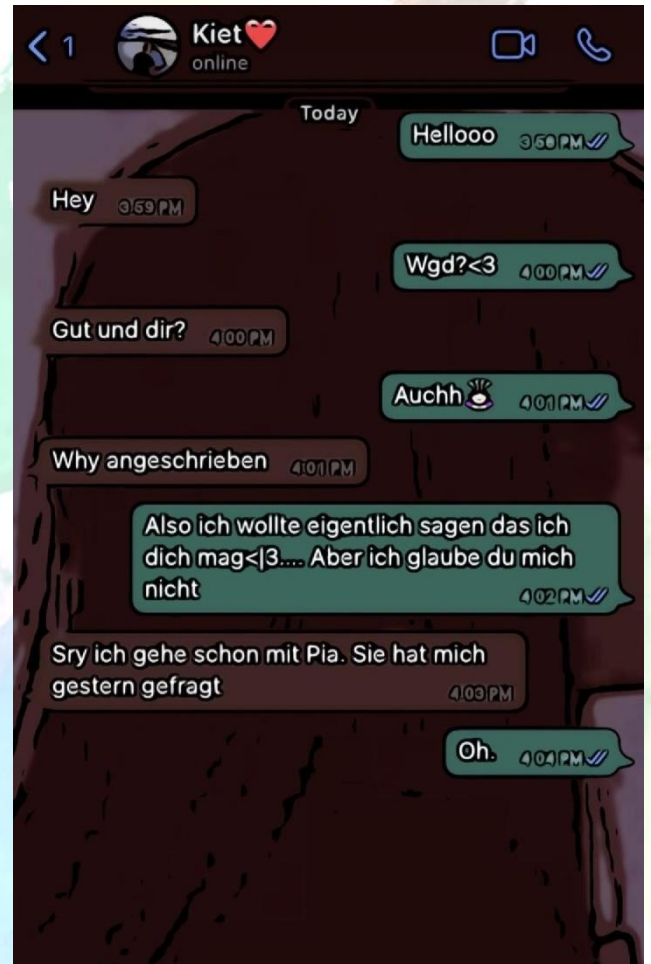 1
Kiet❤️
online
Today
Hellooo 3:58 PM
Hey 3:59 PM
Wgd?<3 4:00 PM
Gut und dir? 4:00 PM
Auchh 4:01 PM
Why angeschrieben 4:01 PM
Also ich wollte eigentlich sagen das ich
dich mag<|3.... Aber ich glaube du mich
nicht 4:02 PM
Sry ich gehe schon mit Pia. Sie hat mich
gestern gefragt 4:03 PM
Oh. 4:04 PM